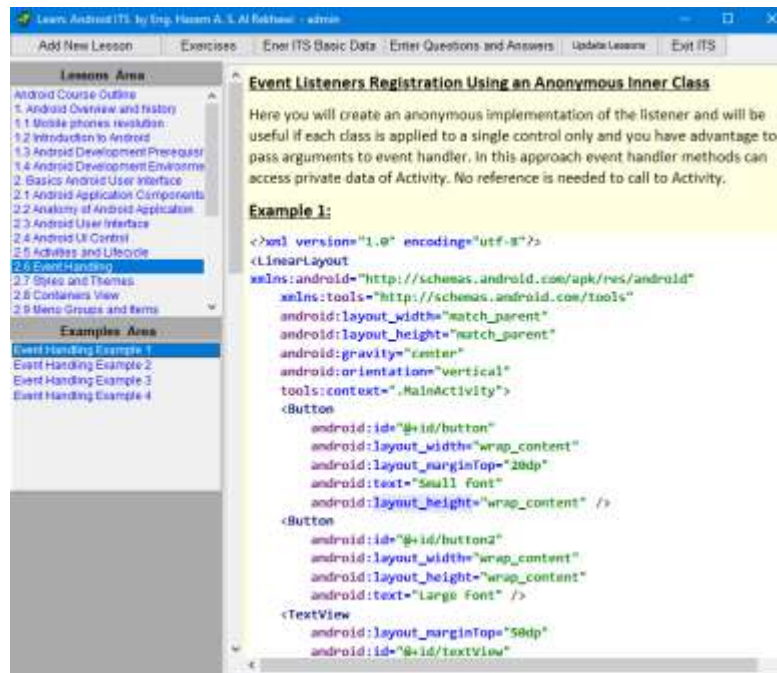 Learn Android ITS by Eng. Hazem A. S. Al Rekhawi - admin
Add New Lesson
Exercises
Ener ITS Basic Data
Enter Questions and Answers
Update Lessons
Exit ITS
Lessons Area
Android Course Outline
1. Android Overview and history
1.1 Mobile phones revolution
1.2 Introduction to Android
1.3 Android Development Prerequisi
1.4 Android Development Environme
2. Basics Android User Interface
2.1 Android Application Components
2.2 Anatomy of Android Application
2.3 Android User Interface
2.4 Android UI Control
2.5 Activities and Lifecycle
2.6 Event Handling
2.7 Styles and Themes
2.8 Containers View
2.9 Menu Groups and Items
Examples Area
Event Handling Example 1
Event Handling Example 2
Event Handling Example 3
Event Handling Example 4
Event Listeners Registration Using an Anonymous Inner Class
Here you will create an anonymous implementation of the listener and will be
useful if each class is applied to a single control only and you have advantage to
pass arguments to event handler. In this approach event handler methods can
access private data of Activity. No reference is needed to call to Activity.
Example 1:
<?xml version="1.0" encoding="utf-8"?>
<LinearLayout
xmlns:android="http://schemas.android.com/apk/res/android"
xmlns:tools="http://schemas.android.com/tools"
android:layout_width="match_parent"
android:layout_height="match_parent"
android:gravity="center"
android:orientation="vertical"
tools:context=".MainActivity">
<Button
android:id="@+id/button"
android:layout_width="wrap_content"
android:layout_marginTop="20dp"
android:text="Small font"
android:layout_height="wrap_content" />
<Button
android:id="@+id/button2"
android:layout_width="wrap_content"
android:layout_height="wrap_content"
android:text="Large Font" />
<TextView
android:layout_marginTop="50dp"
android:id="@+id/textView"